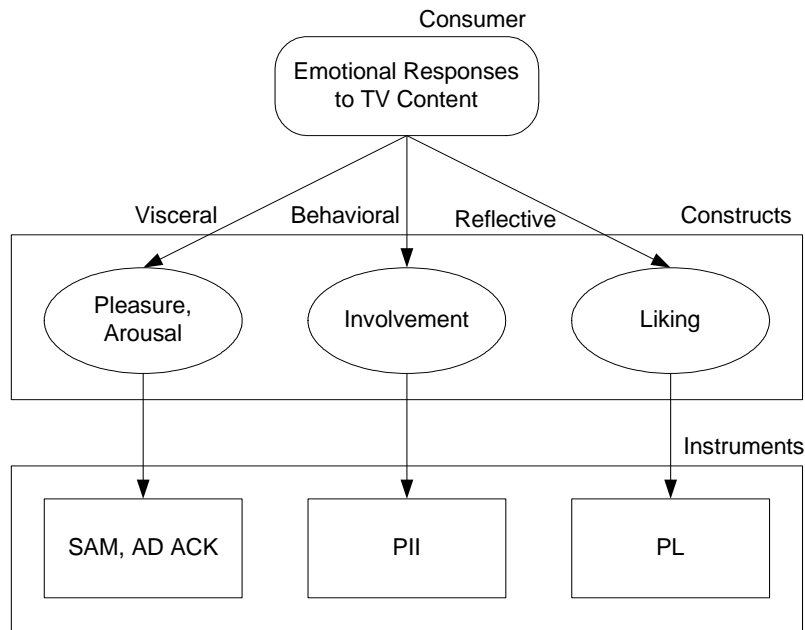 Consumer
Emotional Responses
to TV Content
Visceral
Behavioral
Reflective
Constructs
Pleasure,
Arousal
Involvement
Liking
Instruments
SAM, AD ACK
PII
PL